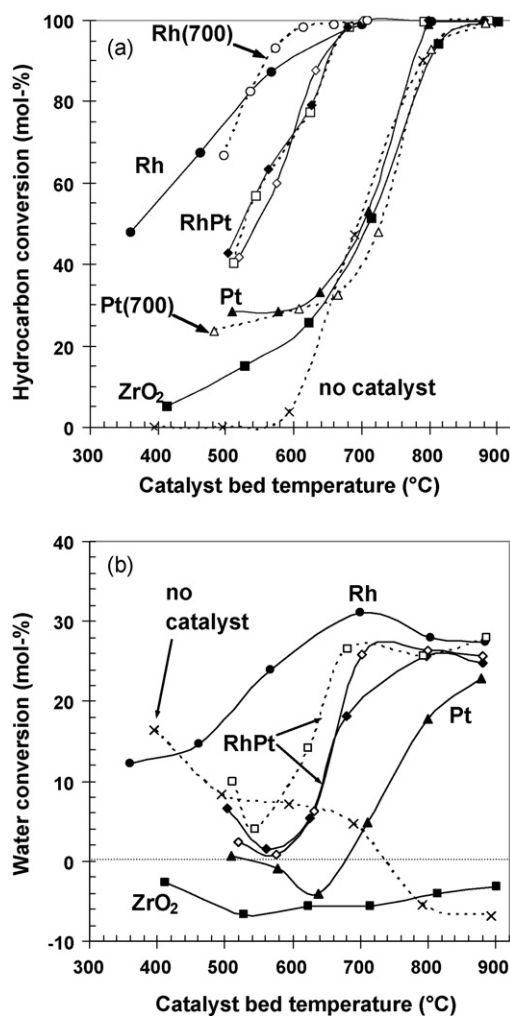 (a)
Hydrocarbon conversion (mol-%)
100
80
60
40
20
0
Rh(700)
Rh
RhPt
Pt
Pt(700)
ZrO₂
no catalyst
300 400 500 600 700 800 900
Catalyst bed temperature (°C)
(b)
Water conversion (mol-%)
40
30
20
10
0
-10
no
catalyst
Rh
RhPt
Pt
ZrO₂
300 400 500 600 700 800 900
Catalyst bed temperature (°C)